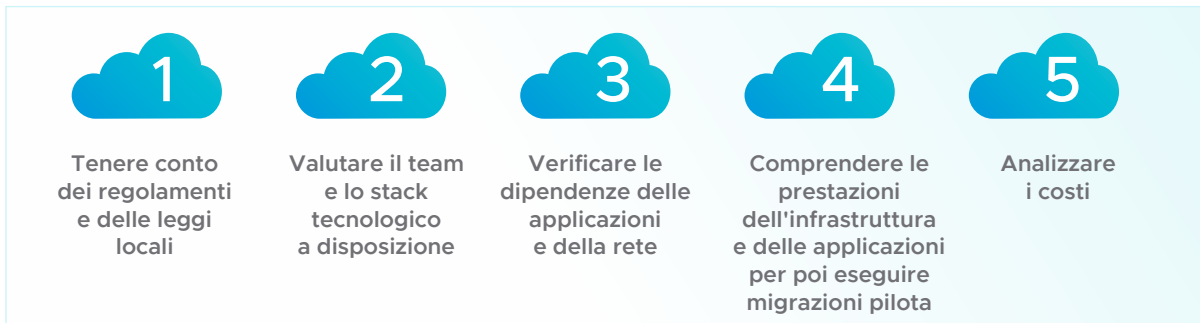 1
Tenere conto
dei regolamenti
e delle leggi
locali
2
Valutare il team
e lo stack
tecnologico
a disposizione
3
Verificare le
dipendenze delle
applicazioni
e della rete
4
Comprendere le
prestazioni
dell'infrastruttura
e delle applicazioni
per poi eseguire
migrazioni pilota
5
Analizzare
i costi